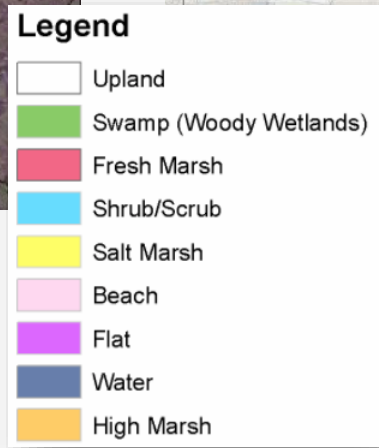 Legend
Upland
Swamp (Woody Wetlands)
Fresh Marsh
Shrub/Scrub
Salt Marsh
Beach
Flat
Water
High Marsh